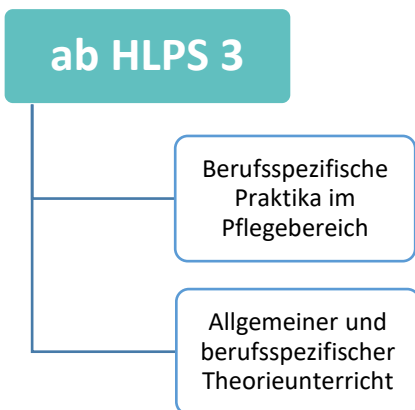 ab HLPS 3
Berufsspezifische
Praktika im
Pflegebereich
Allgemeiner und
berufsspezifischer
Theorieunterricht